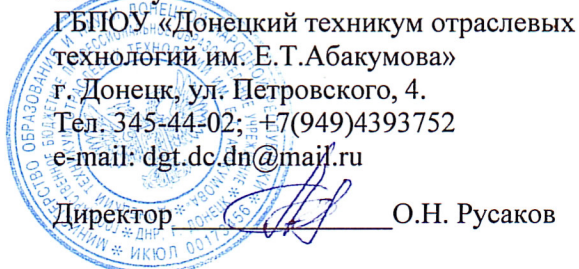 ГБПОУ «Донецкий техникум отраслевых
технологий им. Е.Т.Абакумова»
г. Донецк, ул. Петровского, 4.
Тел. 345-44-02; +7(949)4393752
e-mail: dgt.dc.dn@mail.ru
Директор________________О.Н. Русаков